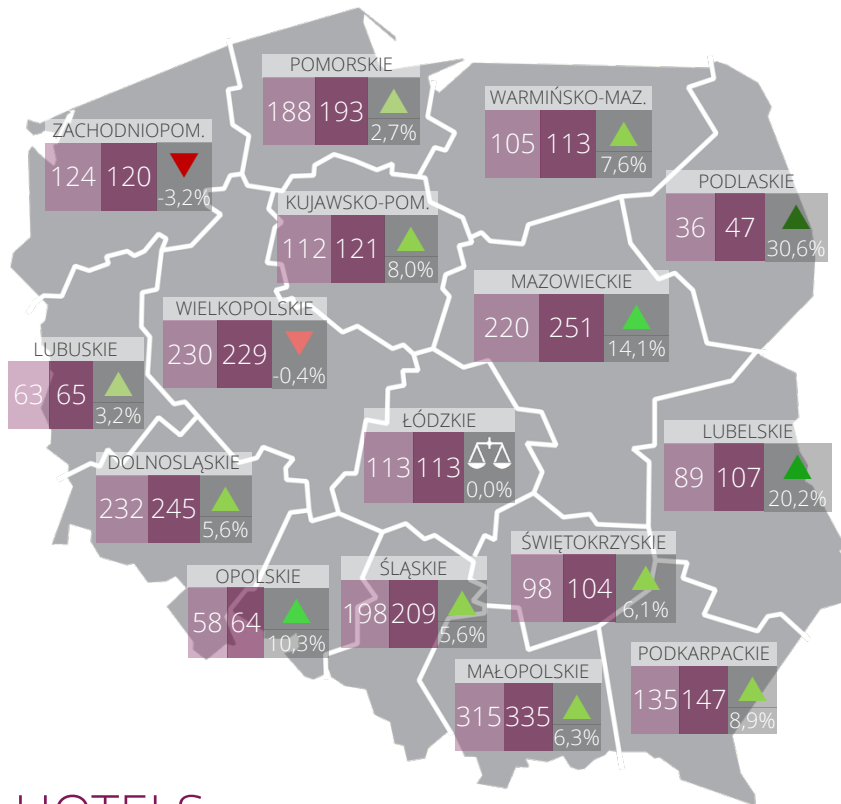 POMORSKIE
188 193 2,7%
WARMIŃSKO-MAZ.
105 113 7,6%
ZACHODNIOPOM.
124 120 -3,2%
PODLASKIE
36 47 30,6%
KUJAWSKO-POM.
112 121 8,0%
MAZOWIECKIE
220 251 14,1%
WIELKOPOLSKIE
230 229 -0,4%
LUBUSKIE
63 65 3,2%
ŁÓDZKIE
113 113 0,0%
LUBELSKIE
89 107 20,2%
DOLNOSLĄSKIE
232 245 5,6%
ŚWIĘTOKRZYSKIE
98 104 6,1%
OPOLSKIE
58 64 10,3%
ŚLĄSKIE
198 209 5,6%
PODKARPACKIE
135 147 8,9%
MAŁOPOLSKIE
315 335 6,3%
HOTELS